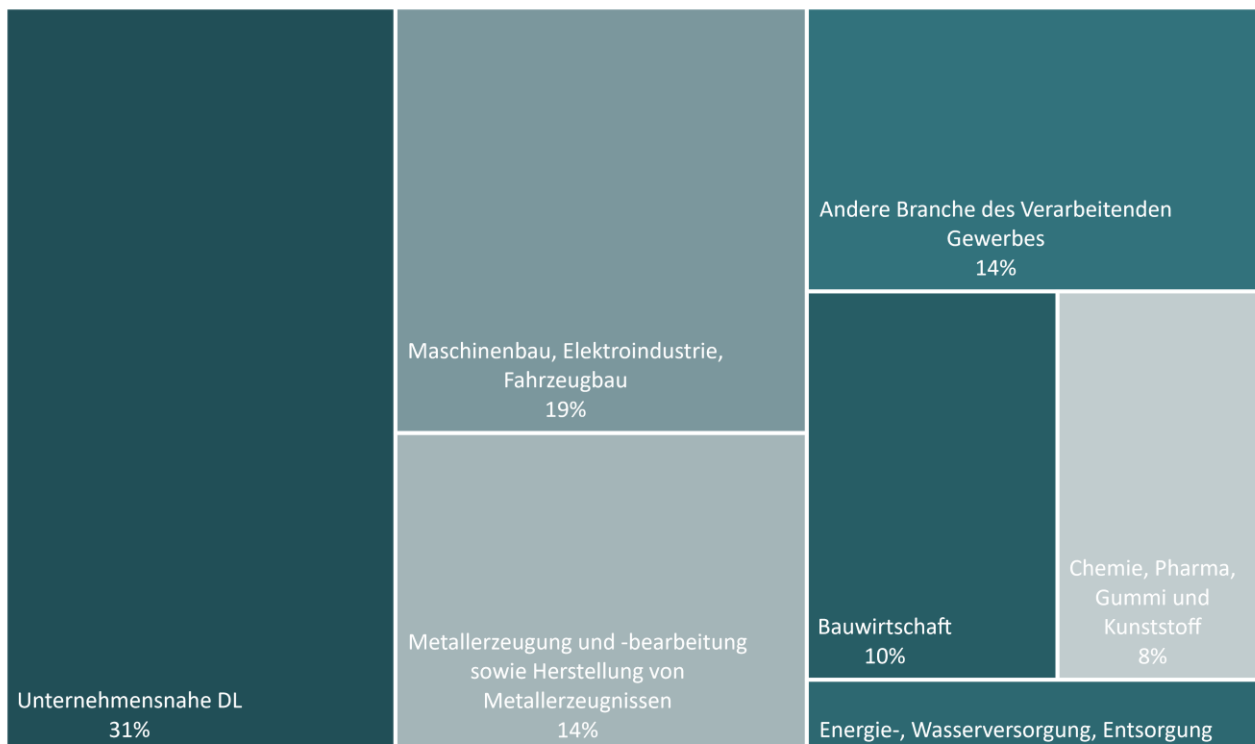 Unternehmensnahe DL
31%
Maschinenbau, Elektroindustrie,
Fahrzeugbau
19%
Metallerzeugung und -bearbeitung
sowie Herstellung von
Metallerzeugnissen
14%
Andere Branche des Verarbeitenden
Gewerbes
14%
Bauwirtschaft
10%
Chemie, Pharma,
Gummi und
Kunststoff
8%
Energie-, Wasserversorgung, Entsorgung